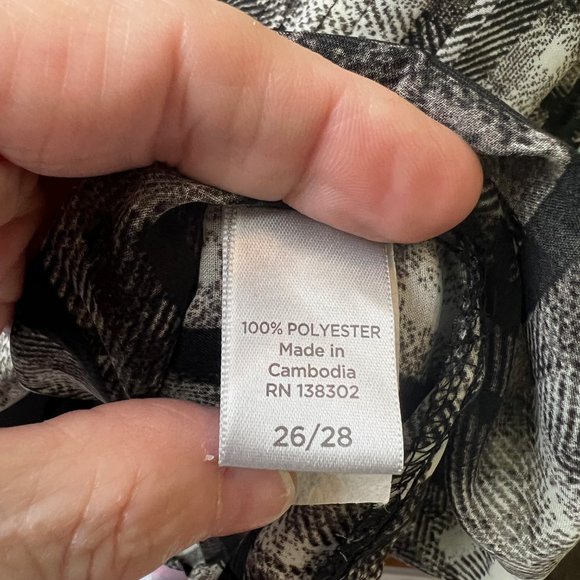 100% POLYESTER
Made in
Cambodia
RN 138302
26/28